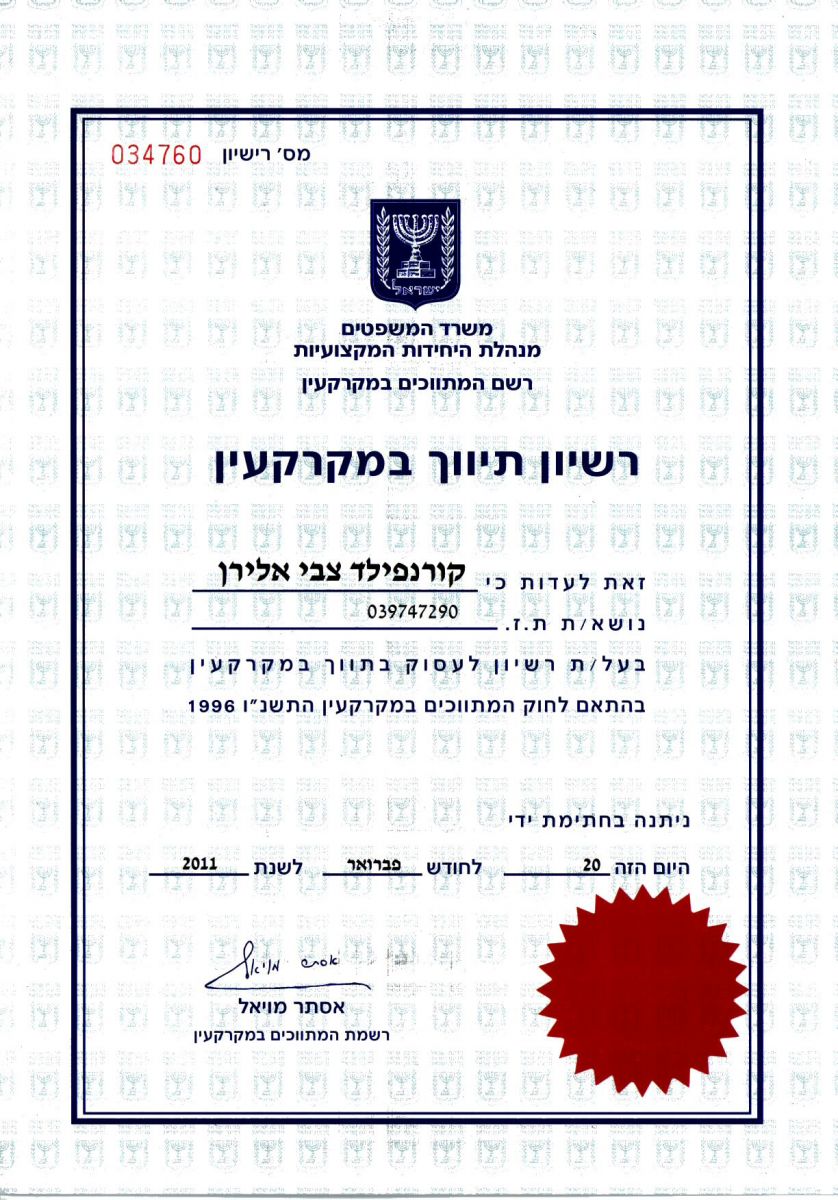 מס׳ רישיון 034760
ישראל
משרד המשפטים
מנהלת היחידות המקצועיות
רשם המתווכים במקרקעין
רשיון תיווך במקרקעין
זאת לעדות כי קורנפילד צבי אלירן
נושא/ת ת.ז. 039747290
בעל/ת רשיון לעסוק בתווך במקרקעין
בהתאם לחוק המתווכים במקרקעין התשנ"ו 1996
ניתנה בחתימת ידי
היום הזה 20 לחודש פברואר לשנת 2011
אסתר מויאל
אסתר מויאל
רשמת המתווכים במקרקעין